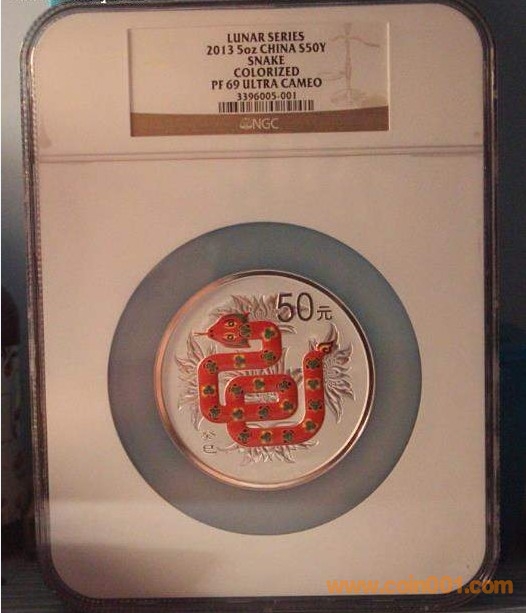 LUNAR SERIES
2013 5oz CHINA S50Y
SNAKE
COLORIZED
PF 69 ULTRA CAMEO
3396005-001
NGC
50元
www.coin001.com